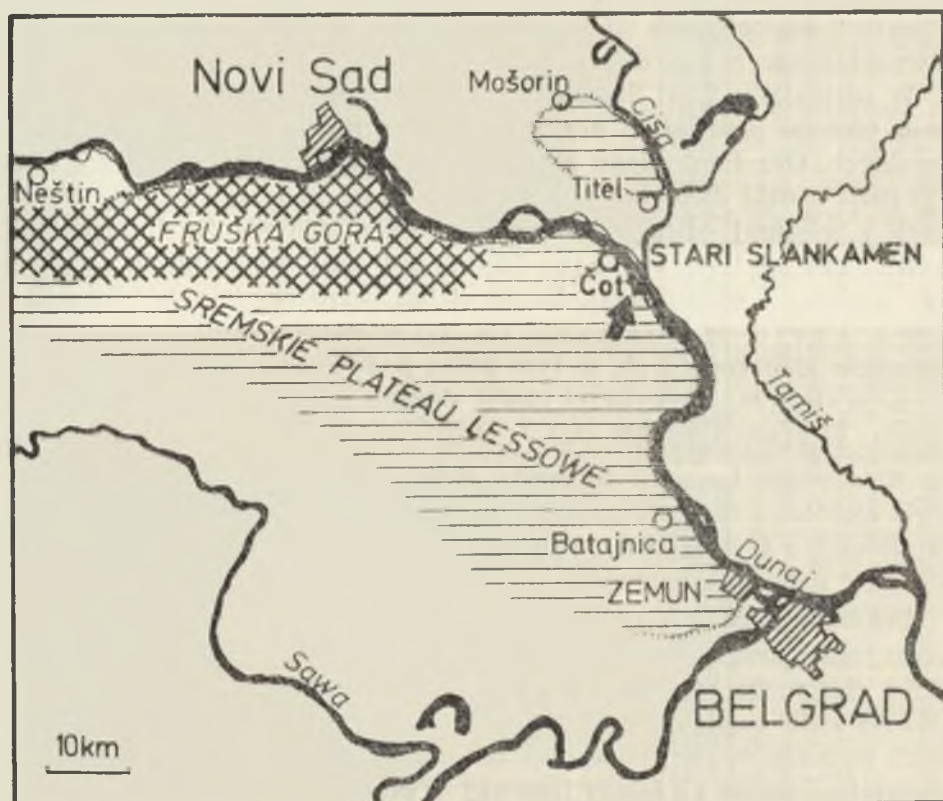 Novi Sad
Mošorin
Cisa
Neštin
Titel
FRUŠKA GORA
STARI SLANKAMEN
Čot
SREMSKIE PLATEAU LESSOWE
Tamiš
Batajnica
Dunaj
ZEMUN
Sawa
BELGRAD
10km